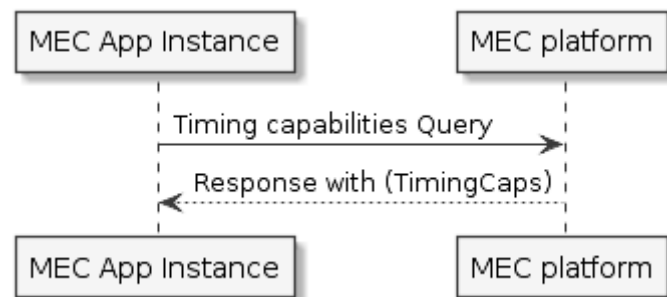 MEC App Instance
MEC platform
Timing capabilities Query
Response with (TimingCaps)
MEC App Instance
MEC platform